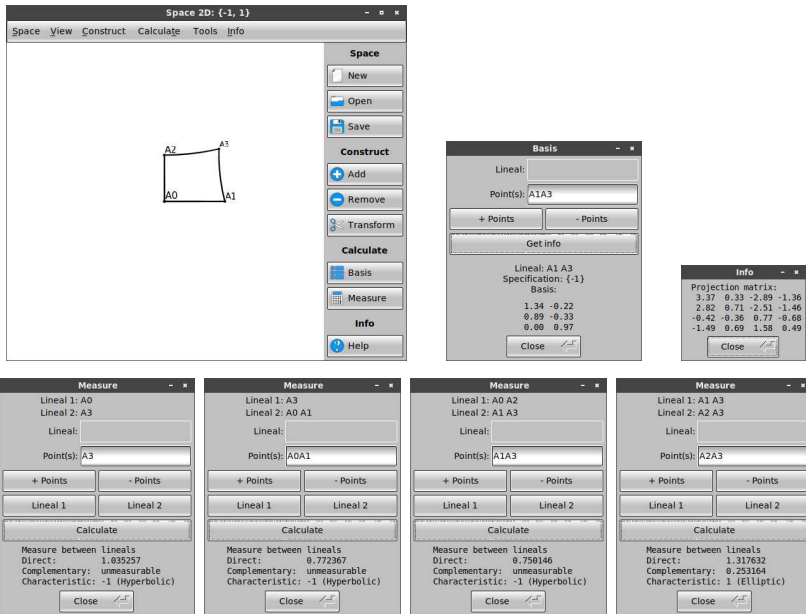 Space 2D: {-1, 1}
Space View Construct Calculate Tools Info
A2
A3
A0
A1
Space
New
Open
Save
Construct
Add
Remove
Transform
Calculate
Basis
Measure
Info
Help
Basis
Lineal:
Point(s): A1A3
+ Points - Points
Get info
Lineal: A1 A3
Specification: {-1}
Basis:
1.34 -0.22
0.89 -0.33
0.00 0.97
Close
Info
Projection matrix:
3.37 0.33 -2.89 -1.36
2.82 0.71 -2.51 -1.46
-0.42 -0.36 0.77 -0.68
-1.49 0.69 1.58 0.49
Close
Measure
Lineal 1: A0
Lineal 2: A3
Lineal:
Point(s): A3
+ Points - Points
Lineal 1 Lineal 2
Calculate
Measure between lineals
Direct: 1.035257
Complementary: unmeasurable
Characteristic: -1 (Hyperbolic)
Close
Measure
Lineal 1: A3
Lineal 2: A0 A1
Lineal:
Point(s): A0A1
+ Points - Points
Lineal 1 Lineal 2
Calculate
Measure between lineals
Direct: 0.772367
Complementary: unmeasurable
Characteristic: -1 (Hyperbolic)
Close
Measure
Lineal 1: A0 A2
Lineal 2: A1 A3
Lineal:
Point(s): A1A3
+ Points - Points
Lineal 1 Lineal 2
Calculate
Measure between lineals
Direct: 0.750146
Complementary: unmeasurable
Characteristic: -1 (Hyperbolic)
Close
Measure
Lineal 1: A1 A3
Lineal 2: A2 A3
Lineal:
Point(s): A2A3
+ Points - Points
Lineal 1 Lineal 2
Calculate
Measure between lineals
Direct: 1.317632
Complementary: 0.253164
Characteristic: 1 (Elliptic)
Close